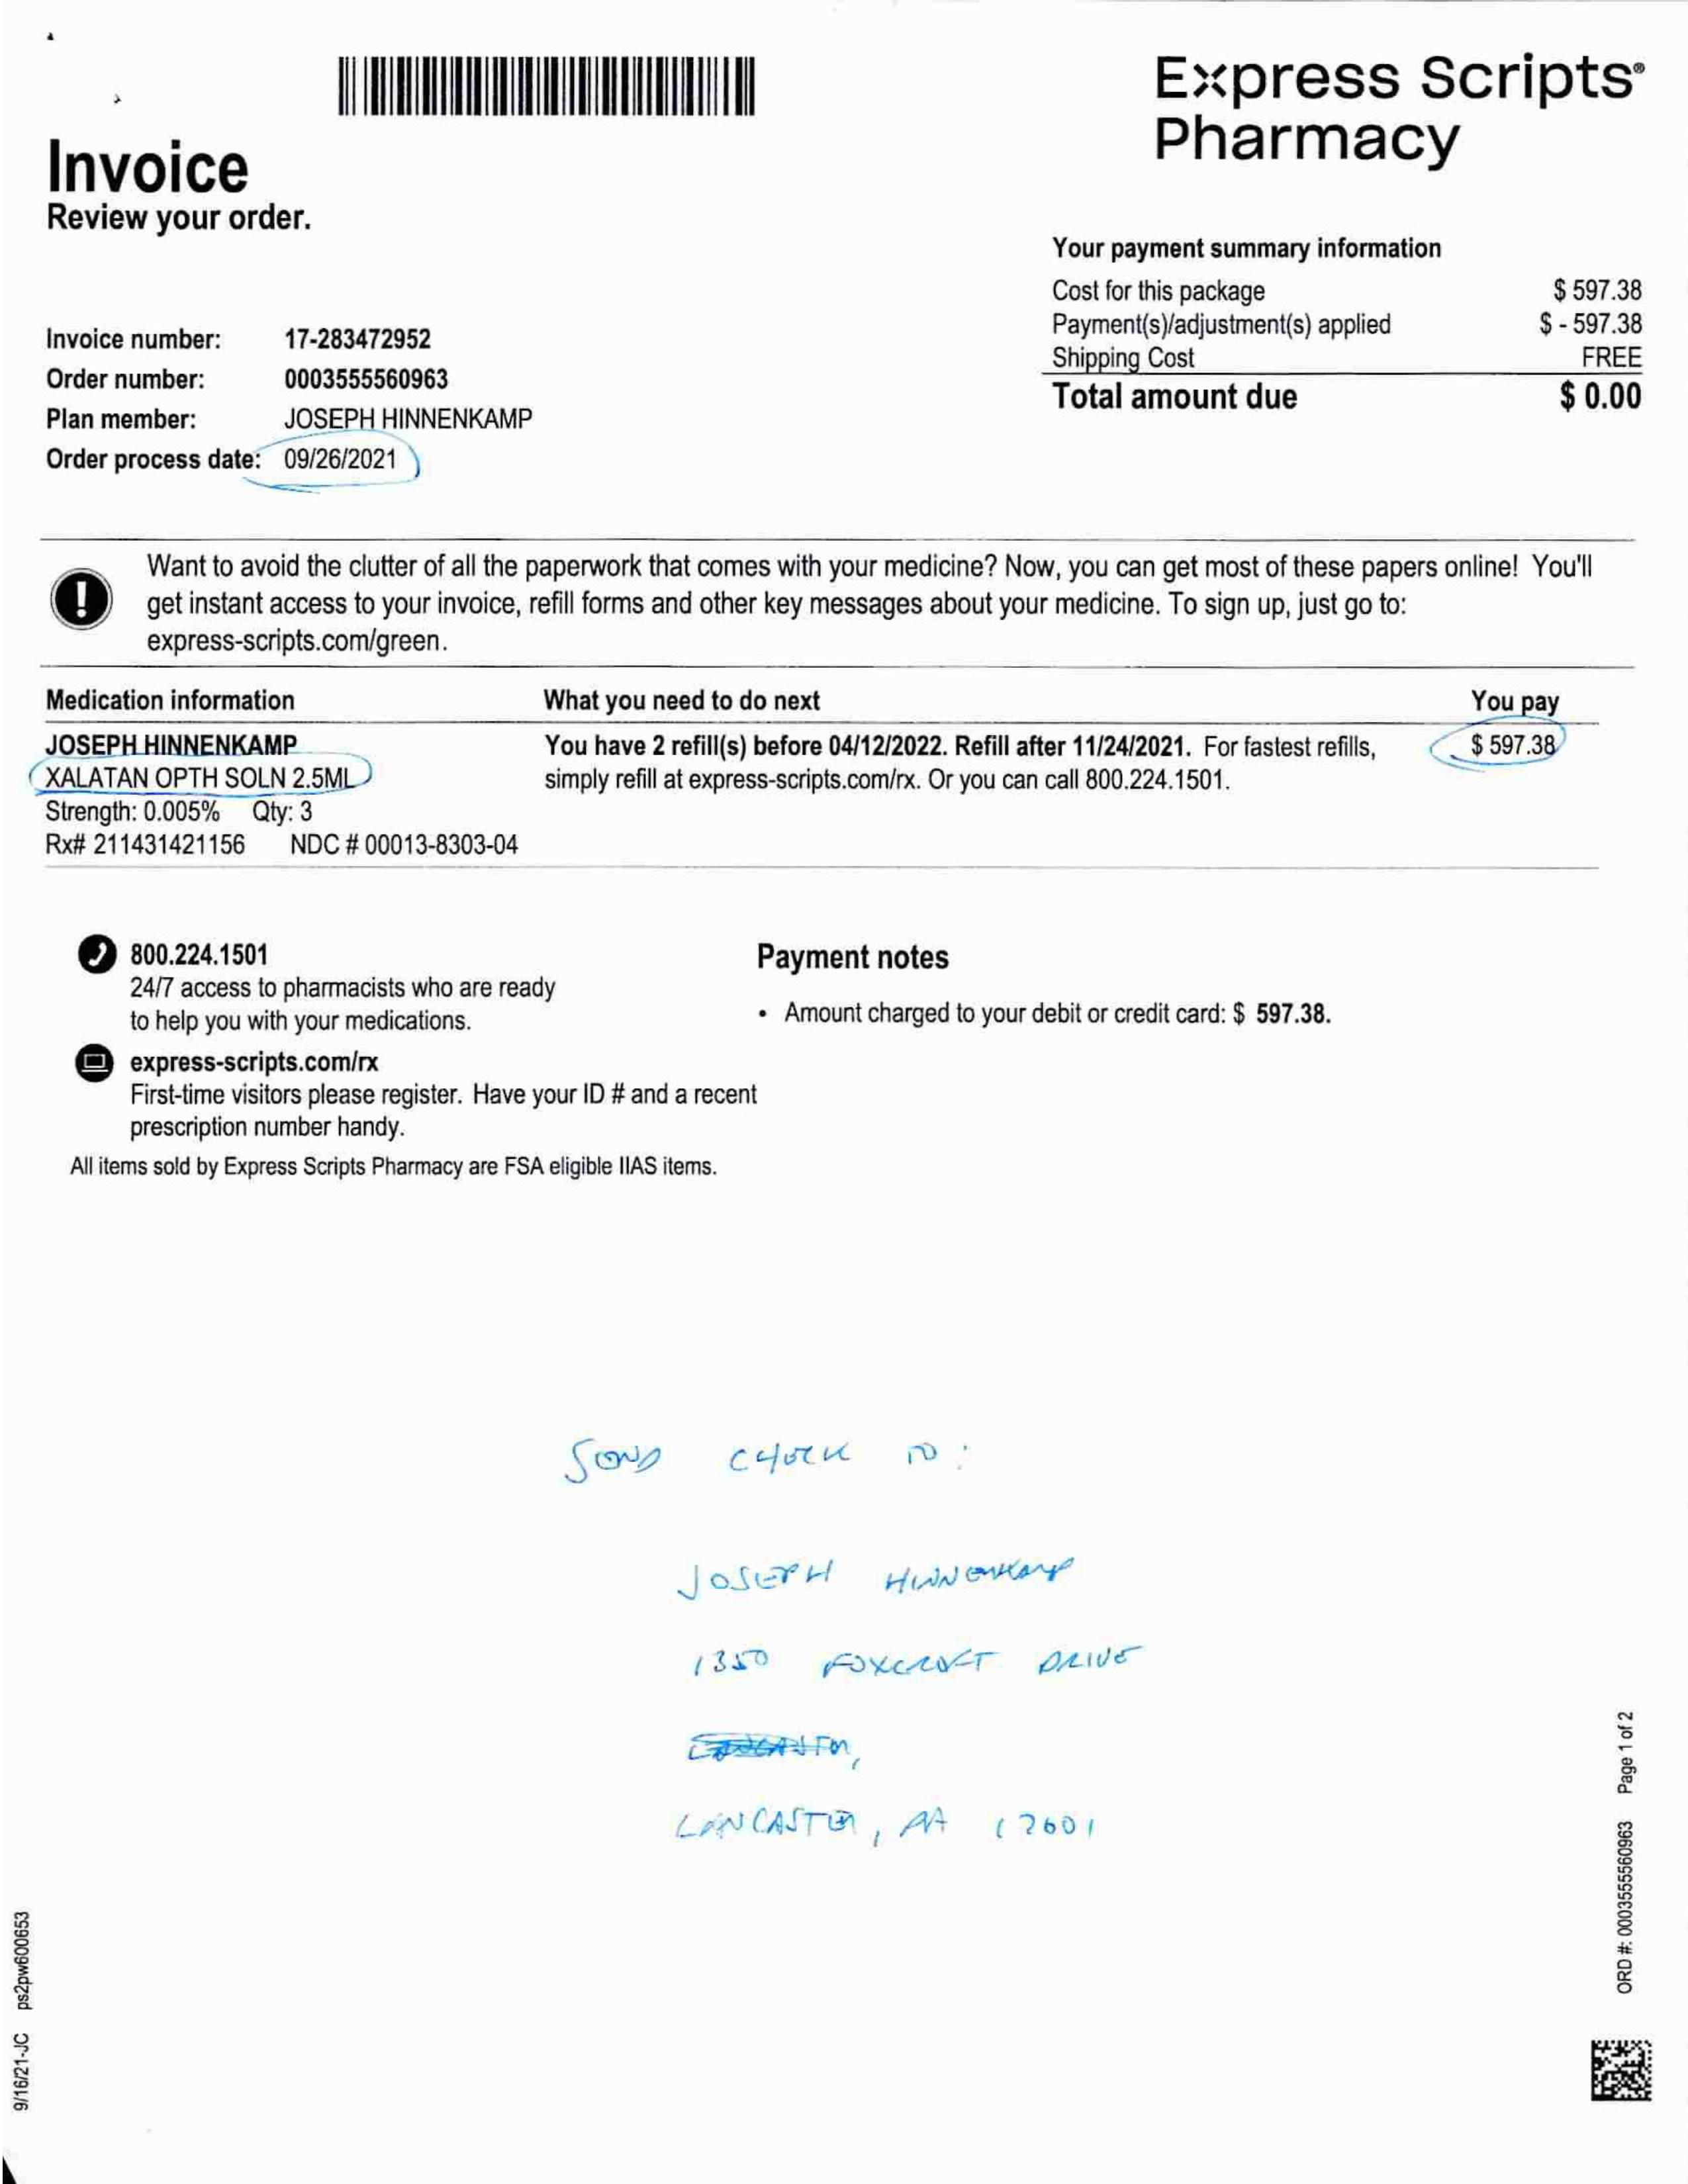 Express Scripts®
Pharmacy
Invoice
Review your order.
Your payment summary information
Cost for this package $ 597.38
Payment(s)/adjustment(s) applied $ - 597.38
Shipping Cost FREE
Total amount due $ 0.00
Invoice number: 17-283472952
Order number: 0003555560963
Plan member: JOSEPH HINNENKAMP
Order process date: 09/26/2021
Want to avoid the clutter of all the paperwork that comes with your medicine? Now, you can get most of these papers online! You'll
get instant access to your invoice, refill forms and other key messages about your medicine. To sign up, just go to:
express-scripts.com/green.
Medication information What you need to do next You pay
JOSEPH HINNENKAMP You have 2 refill(s) before 04/12/2022. Refill after 11/24/2021. For fastest refills, $ 597.38
XALATAN OPTH SOLN 2.5ML simply refill at express-scripts.com/rx. Or you can call 800.224.1501.
Strength: 0.005% Qty: 3
Rx# 211431421156 NDC # 00013-8303-04
800.224.1501
24/7 access to pharmacists who are ready
to help you with your medications.
express-scripts.com/rx
First-time visitors please register. Have your ID # and a recent
prescription number handy.
All items sold by Express Scripts Pharmacy are FSA eligible IIAS items.
Payment notes
• Amount charged to your debit or credit card: $ 597.38.
SEND CHECK TO:
JOSEPH HINNENKAMP
1350 FOXCROFT DRIVE
LANCASTER, PA 17601
ORD #: 0003555560963 Page 1 of 2
9/16/21-JC ps2pw600653